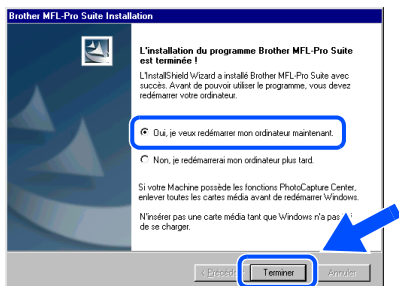 Brother MFL-Pro Suite Installation
L'installation du programme Brother MFL-Pro Suite
est terminée !
L'InstallShield Wizard a installé Brother MFL-Pro Suite avec
succès. Avant de pouvoir utiliser le programme, vous devez
redémarrer votre ordinateur.
Oui, je veux redémarrer mon ordinateur maintenant.
Non, je redémarrerai mon ordinateur plus tard.
Si votre Machine possède les fonctions PhotoCapture Center,
enlever toutes les cartes média avant de redémarrer Windows.
N'insérer pas une carte média tant que Windows n'a pas
de se charger.
Terminer
Annuler